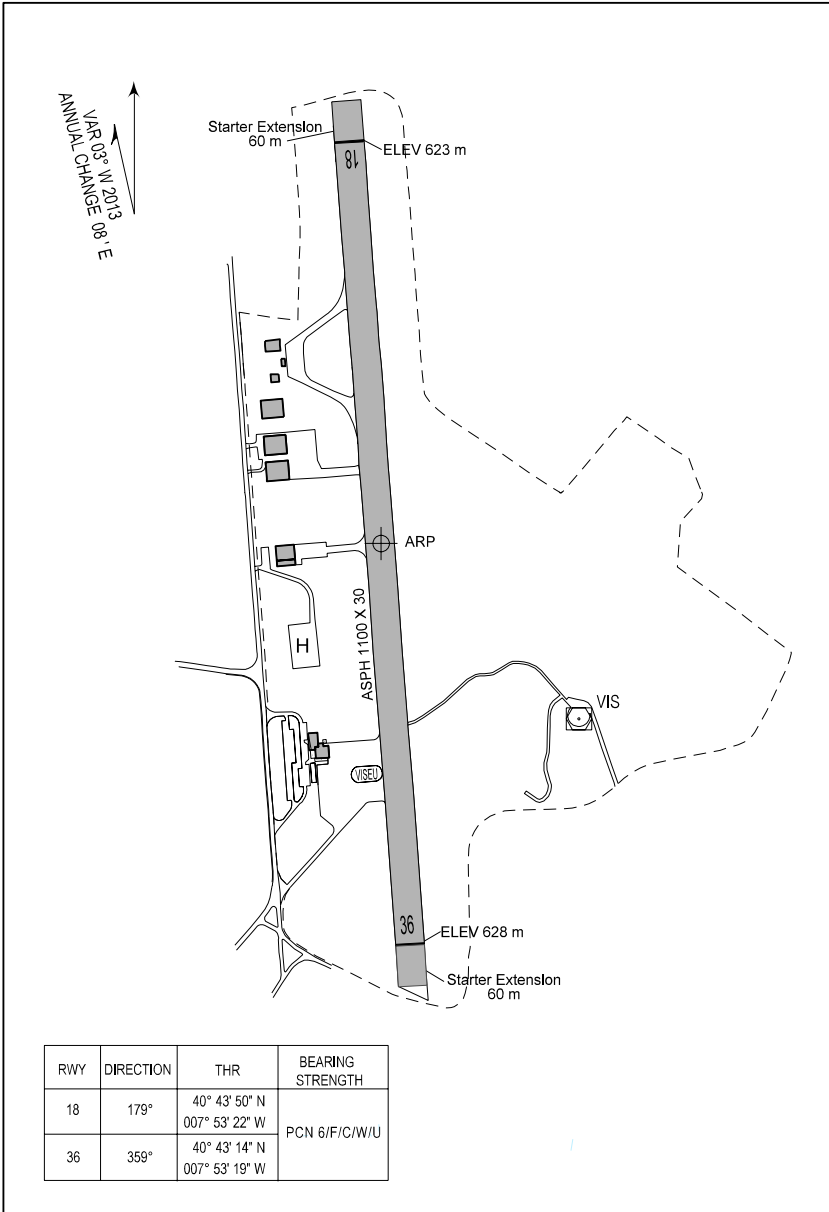 VAR 03° W 2013
ANNUAL CHANGE 08' E
Starter Extension
60 m
ELEV 623 m
18
ARP
ASPH 1100 X 30
H
VIS
VISEU
36
ELEV 628 m
Starter Extension
60 m
RWY DIRECTION THR BEARING STRENGTH
18 179° 40° 43' 50" N
007° 53' 22" W
PCN 6/F/C/W/U
36 359° 40° 43' 14" N
007° 53' 19" W